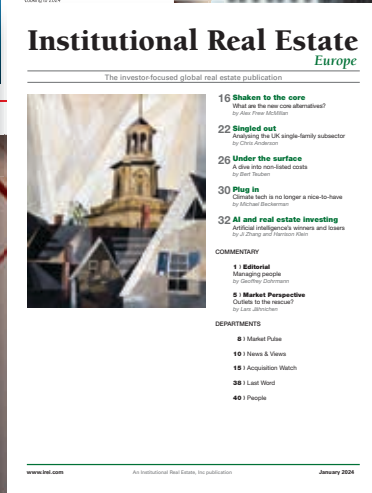 Looking to 2024
Institutional Real Estate
Europe
The investor-focused global real estate publication
16 Shaken to the core
What are the new core alternatives?
by Alex Frew McMillan
22 Singled out
Analysing the UK single-family subsector
by Chris Anderson
26 Under the surface
A dive into non-listed costs
by Bert Teuben
30 Plug in
Climate tech is no longer a nice-to-have
by Michael Beckerman
32 AI and real estate investing
Artificial intelligence's winners and losers
by Ji Zhang and Harrison Klein
COMMENTARY
1 ) Editorial
Managing people
by Geoffrey Dohrmann
5 ) Market Perspective
Outlets to the rescue?
by Lars Jähnichen
DEPARTMENTS
8 ) Market Pulse
10 ) News & Views
15 ) Acquisition Watch
38 ) Last Word
40 ) People
www.irei.com An Institutional Real Estate, Inc publication January 2024